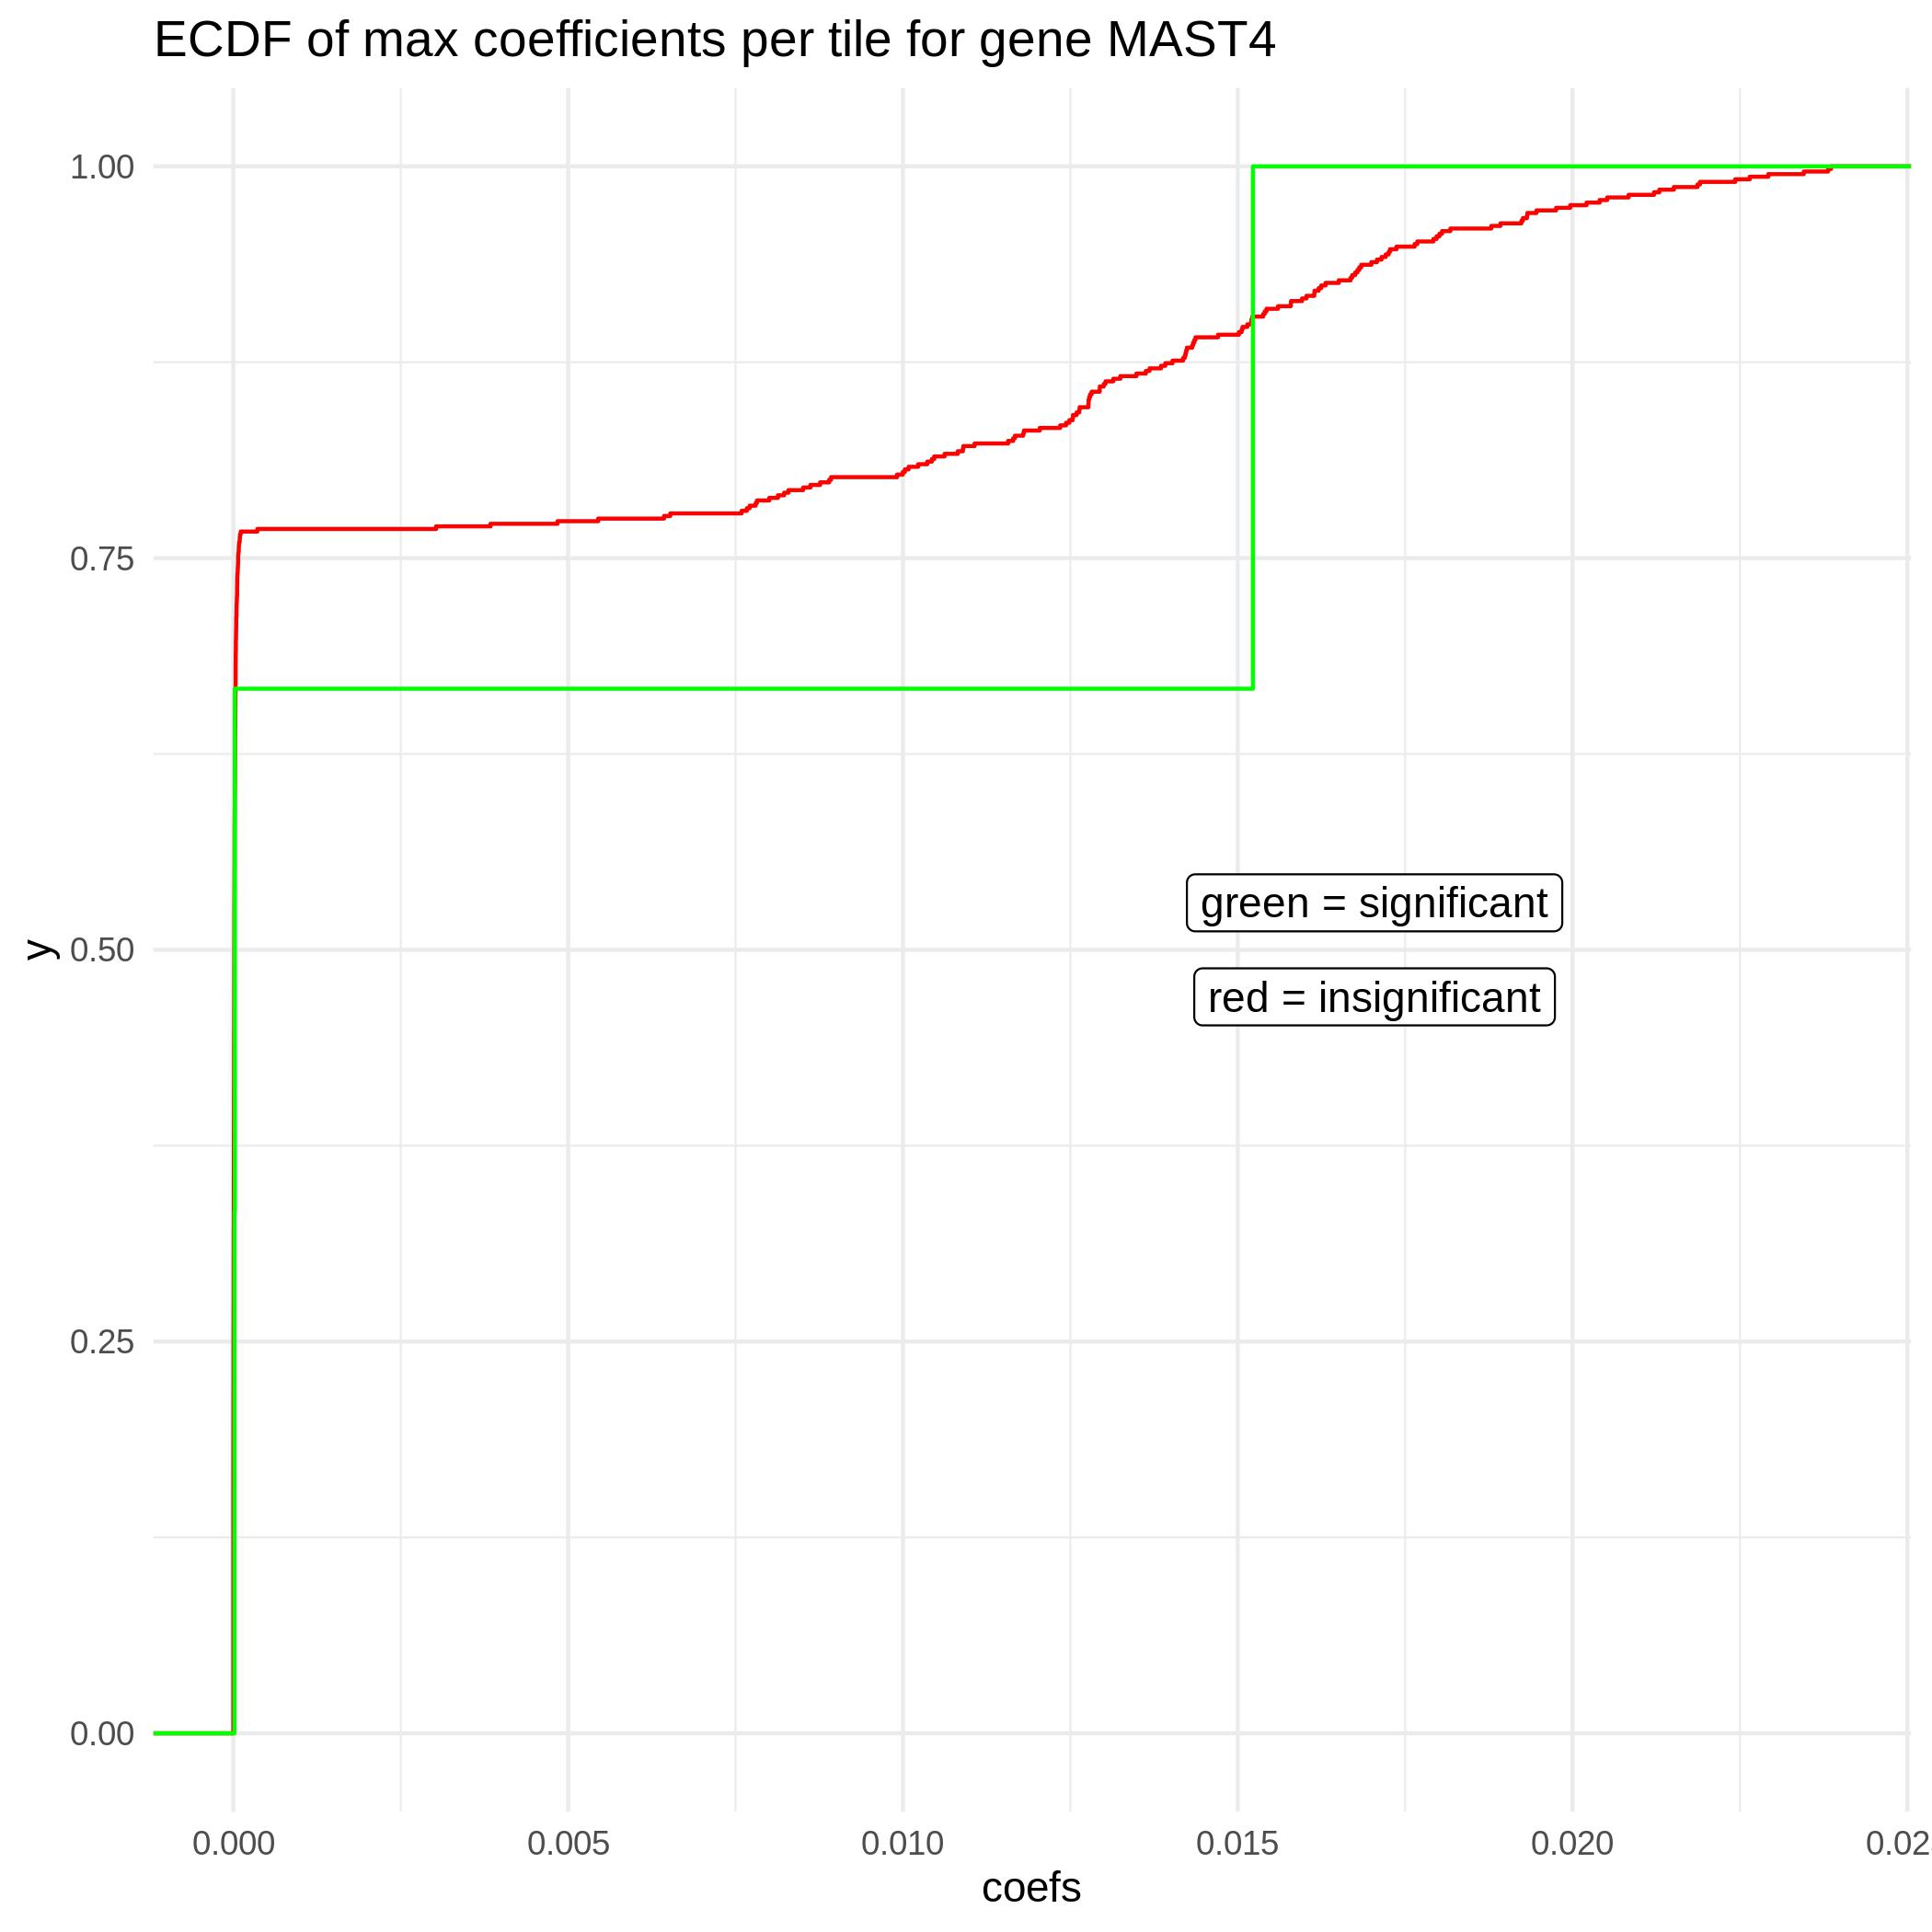 ECDF of max coefficients per tile for gene MAST4
1.00
0.75
0.50
0.25
0.00
y
green = significant
red = insignificant
0.000 0.005 0.010 0.015 0.020 0.02
coefs